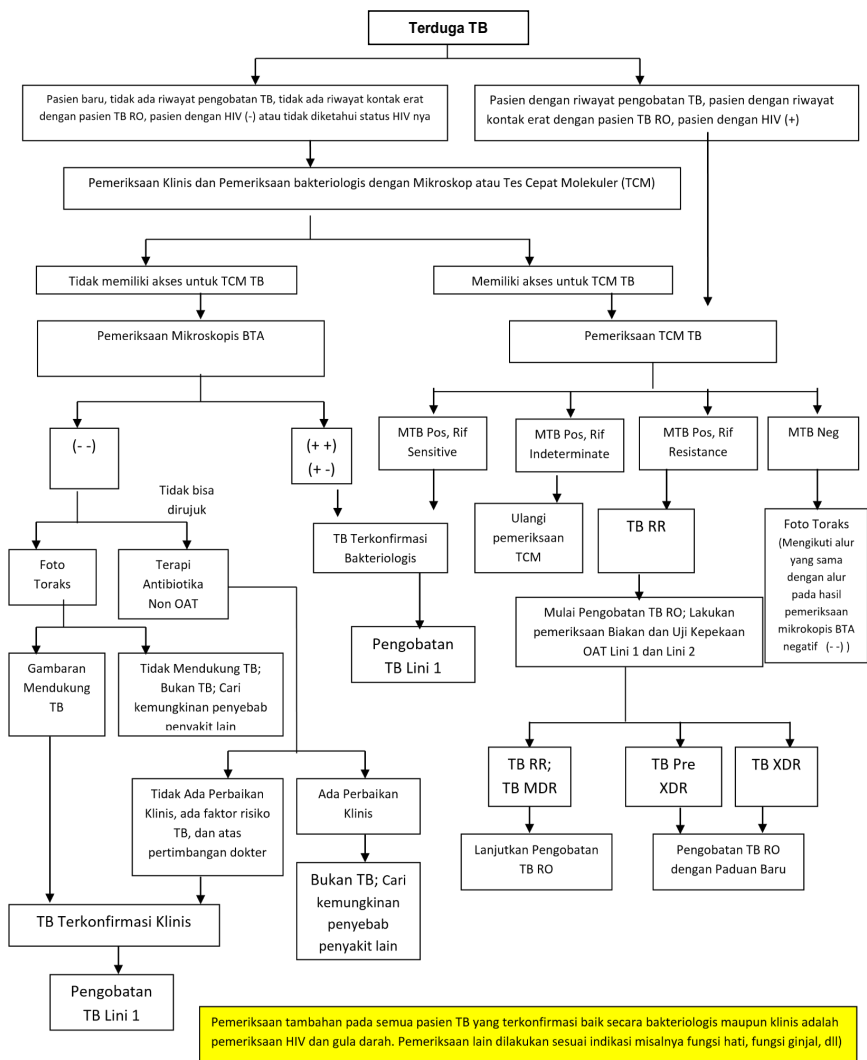 Terduga TB
Pasien baru, tidak ada riwayat pengobatan TB, tidak ada riwayat kontak erat
dengan pasien TB RO, pasien dengan HIV (-) atau tidak diketahui status HIV nya
Pasien dengan riwayat pengobatan TB, pasien dengan riwayat
kontak erat dengan pasien TB RO, pasien dengan HIV (+)
Pemeriksaan Klinis dan Pemeriksaan bakteriologis dengan Mikroskop atau Tes Cepat Molekuler (TCM)
Tidak memiliki akses untuk TCM TB
Memiliki akses untuk TCM TB
Pemeriksaan Mikroskopis BTA
Pemeriksaan TCM TB
(- -)
(+ +)
(+ -)
MTB Pos, Rif
Sensitive
MTB Pos, Rif
Indeterminate
MTB Pos, Rif
Resistance
MTB Neg
Tidak bisa
dirujuk
Foto
Toraks
Terapi
Antibiotika
Non OAT
TB Terkonfirmasi
Bakteriologis
Ulangi
pemeriksaan
TCM
TB RR
Foto Toraks
(Mengikuti alur
yang sama
dengan alur
pada hasil
pemeriksaan
mikrokopis BTA
negatif (- -) )
Pengobatan
TB Lini 1
Mulai Pengobatan TB RO; Lakukan
pemeriksaan Biakan dan Uji Kepekaan
OAT Lini 1 dan Lini 2
Gambaran
Mendukung
TB
Tidak Mendukung TB;
Bukan TB; Cari
kemungkinan penyebab
penyakit lain
TB RR;
TB MDR
TB Pre
XDR
TB XDR
Tidak Ada Perbaikan
Klinis, ada faktor risiko
TB, dan atas
pertimbangan dokter
Ada Perbaikan
Klinis
Lanjutkan Pengobatan
TB RO
Pengobatan TB RO
dengan Paduan Baru
Bukan TB; Cari
kemungkinan
penyebab
penyakit lain
TB Terkonfirmasi Klinis
Pengobatan
TB Lini 1
Pemeriksaan tambahan pada semua pasien TB yang terkonfirmasi baik secara bakteriologis maupun klinis adalah
pemeriksaan HIV dan gula darah. Pemeriksaan lain dilakukan sesuai indikasi misalnya fungsi hati, fungsi ginjal, dll)